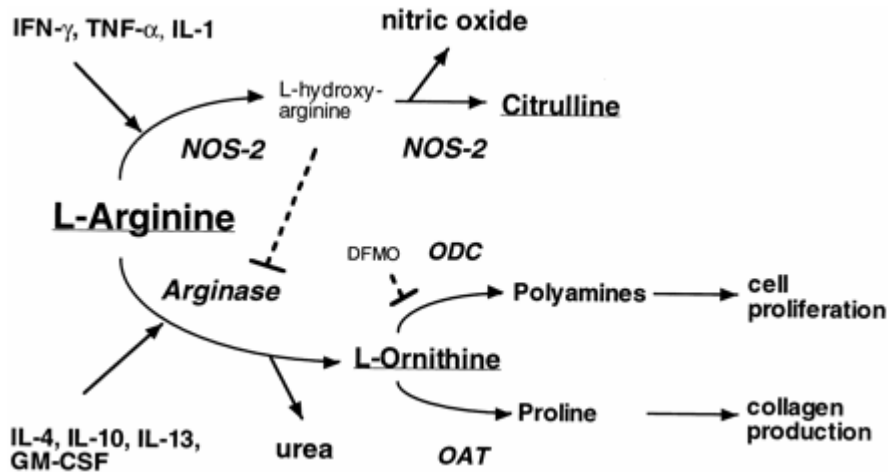 IFN-γ, TNF-α, IL-1
nitric oxide
L-hydroxy-
arginine
Citrulline
NOS-2
NOS-2
L-Arginine
DFMO
ODC
Arginase
Polyamines
cell
proliferation
L-Ornithine
Proline
collagen
production
IL-4, IL-10, IL-13,
GM-CSF
urea
OAT